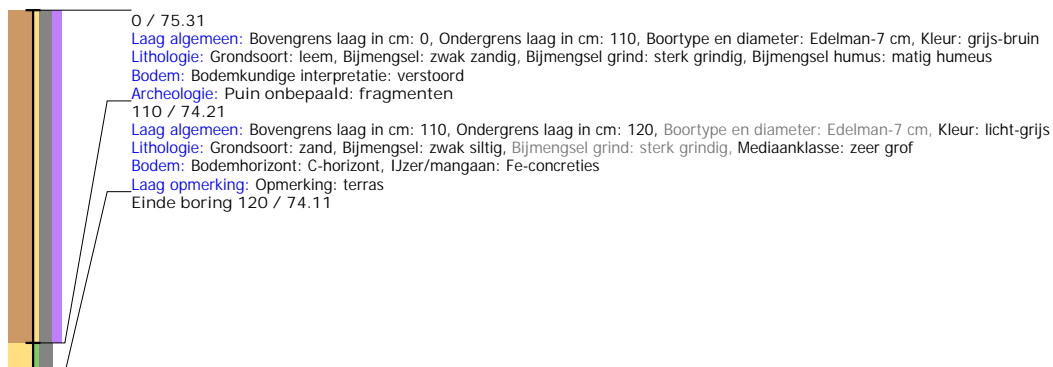 0 / 75.31
Laag algemeen: Bovengrens laag in cm: 0, Ondergrens laag in cm: 110, Boortype en diameter: Edelman-7 cm, Kleur: grijs-bruin
Lithologie: Grondsoort: leem, Bijmengsel: zwak zandig, Bijmengsel grind: sterk grindig, Bijmengsel humus: matig humeus
Bodem: Bodemkundige interpretatie: verstoord
Archeologie: Puin onbepaald: fragmenten
110 / 74.21
Laag algemeen: Bovengrens laag in cm: 110, Ondergrens laag in cm: 120, Boortype en diameter: Edelman-7 cm, Kleur: licht-grijs
Lithologie: Grondsoort: zand, Bijmengsel: zwak siltig, Bijmengsel grind: sterk grindig, Mediaanklasse: zeer grof
Bodem: Bodemhorizont: C-horizont, IJzer/mangaan: Fe-concreties
Laag opmerking: Opmerking: terras
Einde boring 120 / 74.11